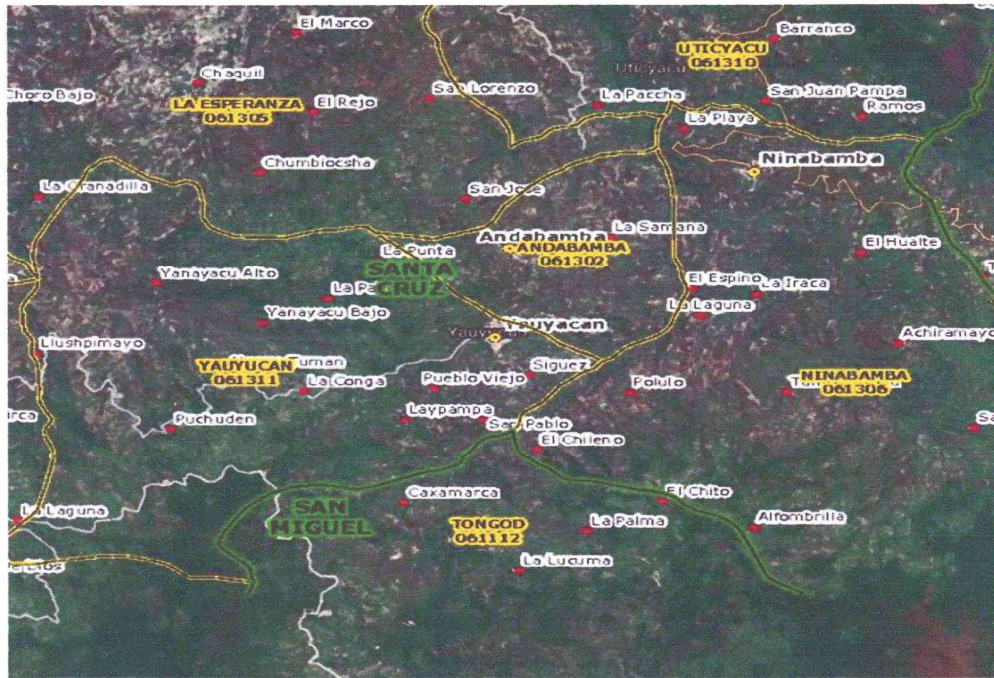 El Marco
Barranco
UTICYACU
061310
Uticyacu
Chaquil
Choro Bajo
LA ESPERANZA
061305
El Rejo
San Lorenzo
La Paccha
San Juan Pampa
Ramos
La Playa
Ninabamba
Chumbiocsha
La Granadilla
San Jose
Andabamba
La Samana
ANDABAMBA
061302
La Punta
SANTA
CRUZ
El Hualte
Yanayacu Alto
La Pa
El Espino
La Iraca
La Laguna
Yanayacu Bajo
Yauyucan
Achiramayo
Llushpimayo
YAUYUCAN
061311
La Conga
Siguez
Pueblo Viejo
Polulo
NINABAMBA
061306
Puchuden
Laypampa
San Pablo
El Chileno
SAN
MIGUEL
Caxamarca
El Chito
La Laguna
TONGOD
061112
La Palma
Alfombrilla
La Lucuma